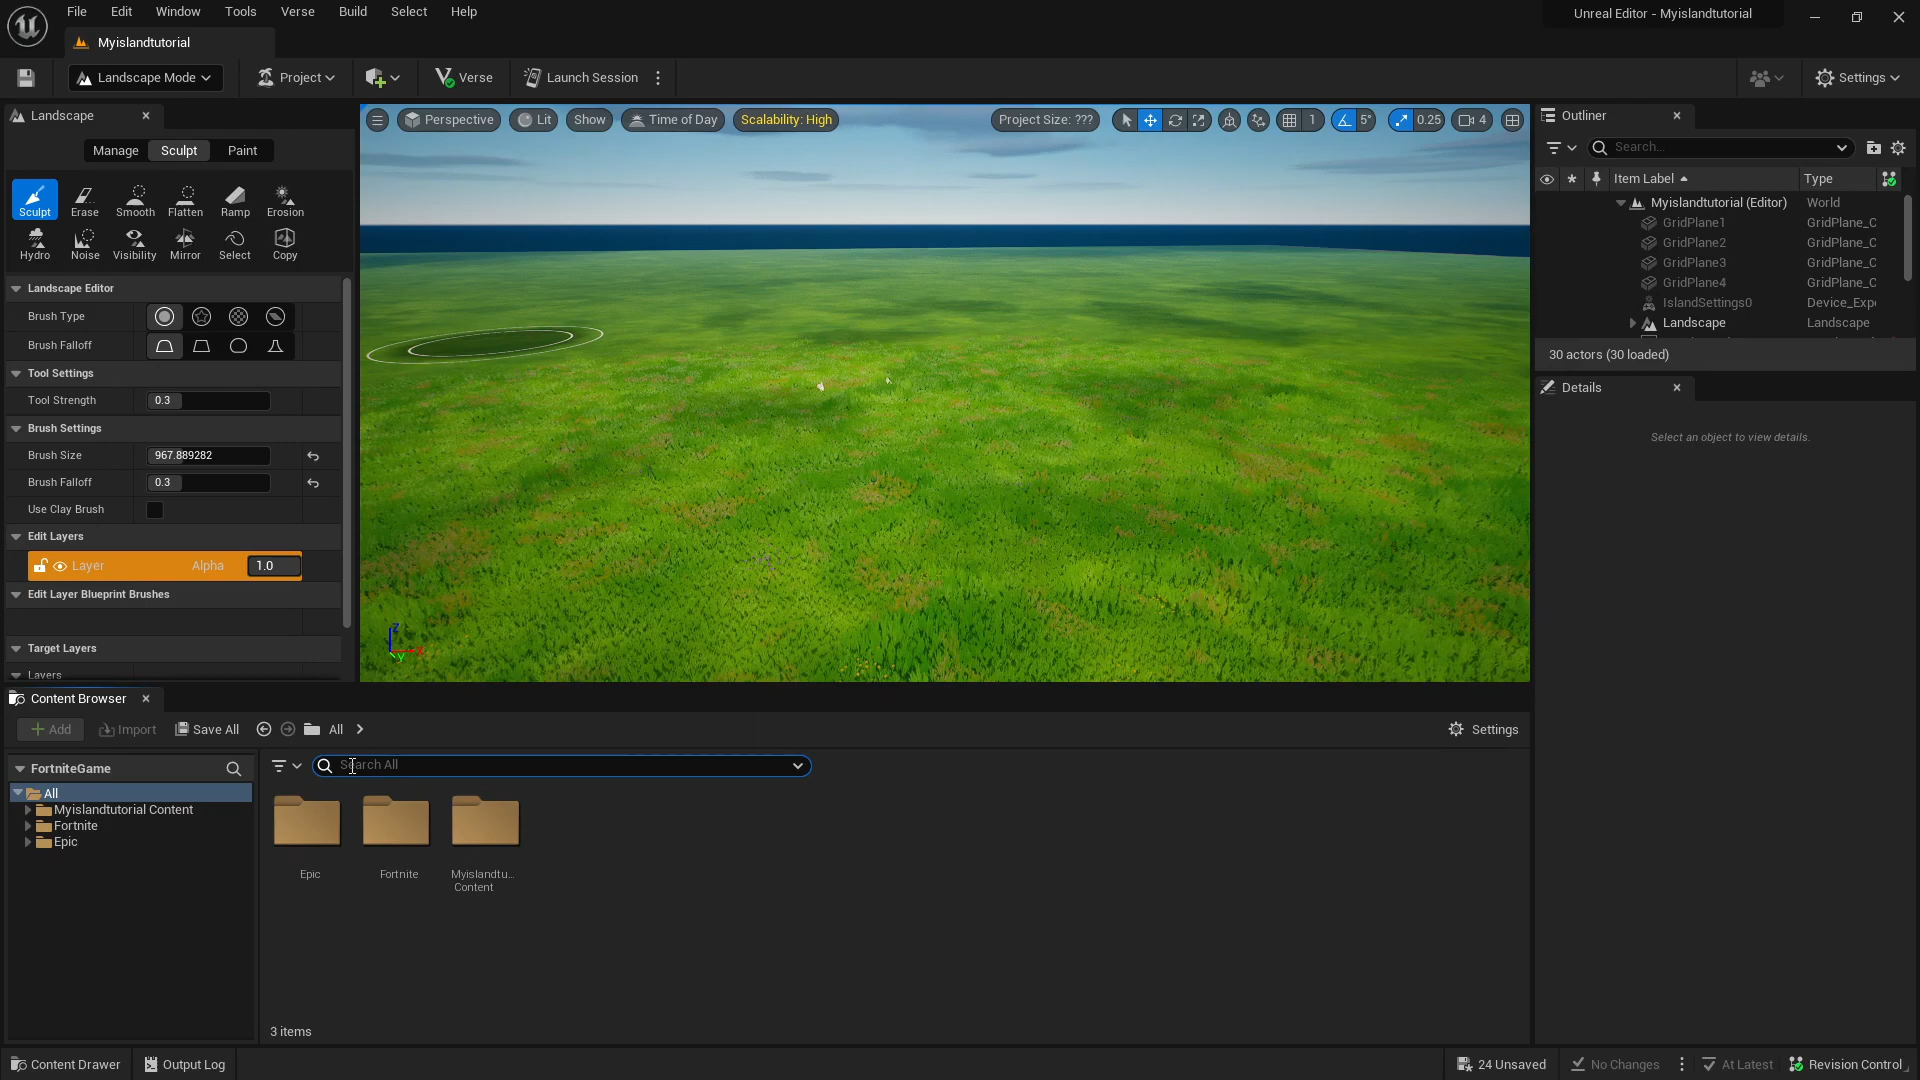 File Edit Window Tools Verse Build Select Help
Unreal Editor - Myislandtutorial
Myislandtutorial
Landscape Mode
Project
Verse
Launch Session
Settings
Landscape
Manage Sculpt Paint
Sculpt Erase Smooth Flatten Ramp Erosion
Hydro Noise Visibility Mirror Select Copy
Landscape Editor
Brush Type
Brush Falloff
Tool Settings
Tool Strength 0.3
Brush Settings
Brush Size 967.889282
Brush Falloff 0.3
Use Clay Brush
Edit Layers
Layer Alpha 1.0
Edit Layer Blueprint Brushes
Target Layers
Layers
Perspective Lit Show Time of Day Scalability: High
Project Size: ??? 1 5° 0.25 4
Z
X
Y
Outliner
Search...
Item Label Type
Myislandtutorial (Editor) World
GridPlane1 GridPlane_C
GridPlane2 GridPlane_C
GridPlane3 GridPlane_C
GridPlane4 GridPlane_C
IslandSettings0 Device_Expe
Landscape Landscape
30 actors (30 loaded)
Details
Select an object to view details.
Content Browser
Add Import Save All All
Settings
FortniteGame
All
Myislandtutorial Content
Fortnite
Epic
Search All
Epic
Fortnite
Myislandtu...
Content
3 items
Content Drawer
Output Log
24 Unsaved
No Changes
At Latest
Revision Control